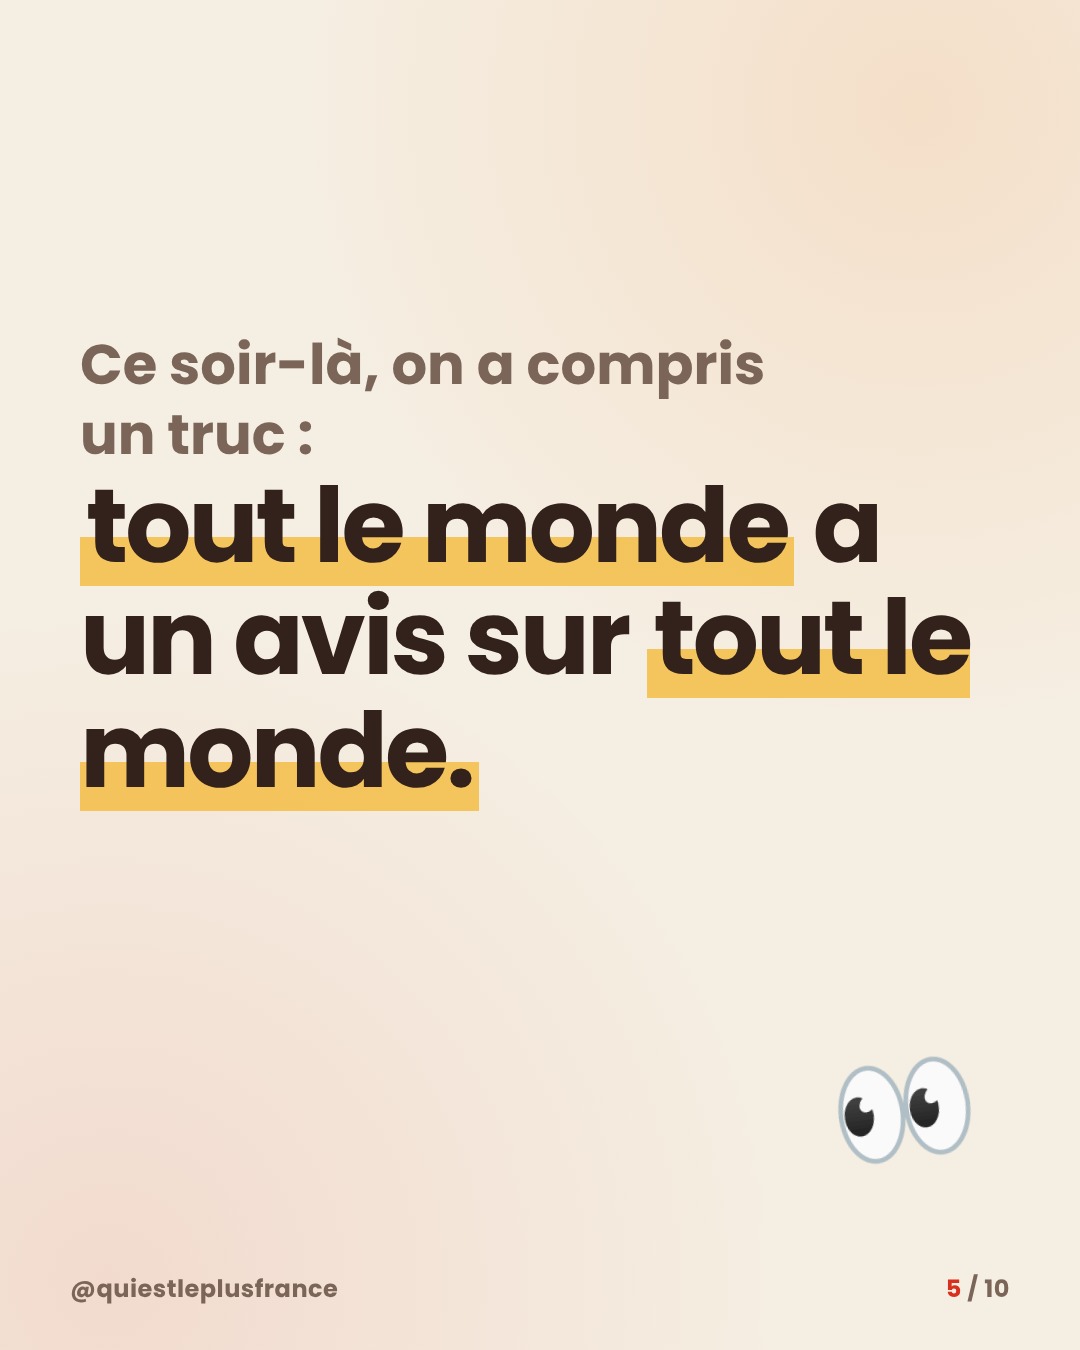 Ce soir-là, on a compris
un truc :
tout le monde a
un avis sur tout le
monde.
@quiestleplusfrance
5 / 10